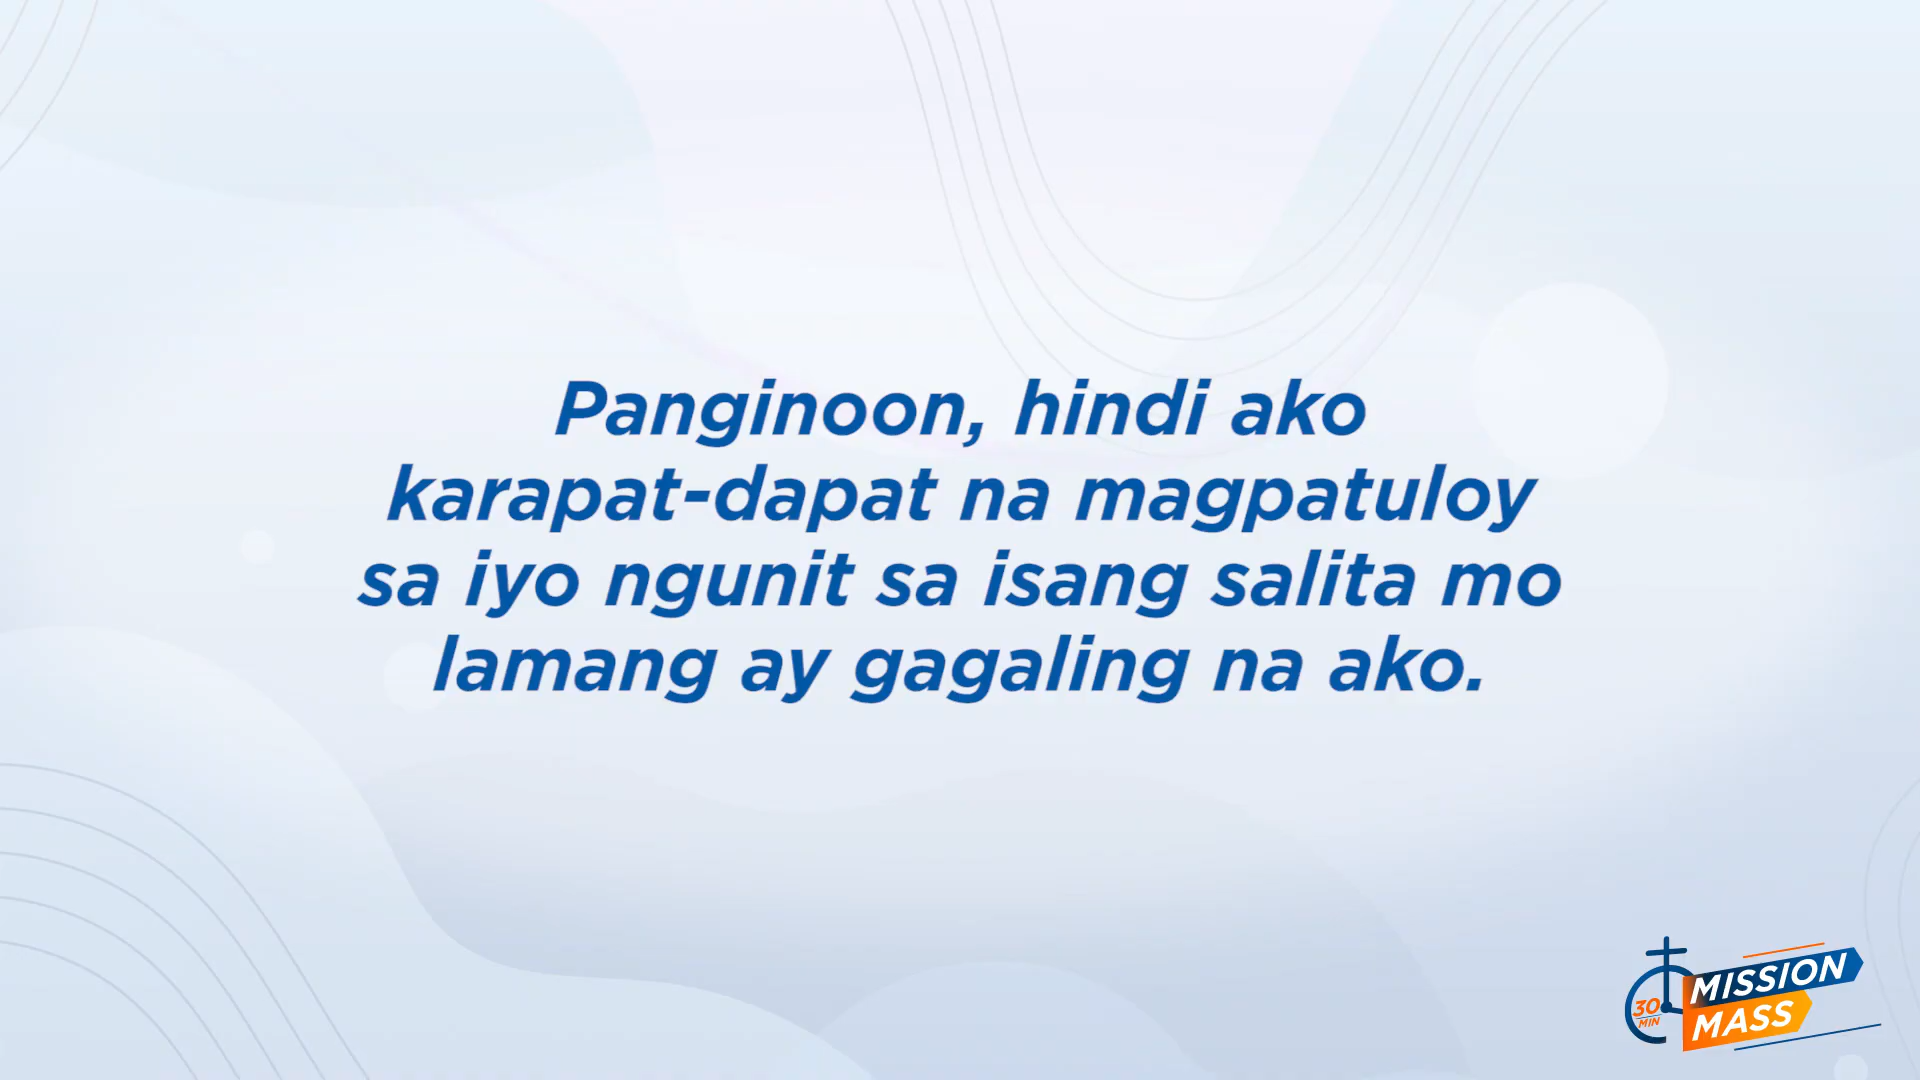 Panginoon, hindi ako
karapat-dapat na magpatuloy
sa iyo ngunit sa isang salita mo
lamang ay gagaling na ako.
30
MIN
MISSION
MASS